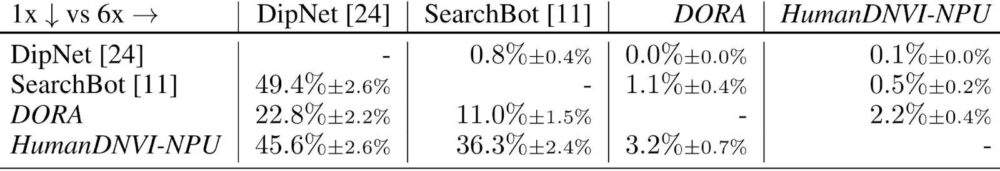 1x ↓ vs 6x → DipNet [24] SearchBot [11] DORA HumanDNVI-NPU
DipNet [24] - 0.8%±0.4% 0.0%±0.0% 0.1%±0.0%
SearchBot [11] 49.4%±2.6% - 1.1%±0.4% 0.5%±0.2%
DORA 22.8%±2.2% 11.0%±1.5% - 2.2%±0.4%
HumanDNVI-NPU 45.6%±2.6% 36.3%±2.4% 3.2%±0.7% -